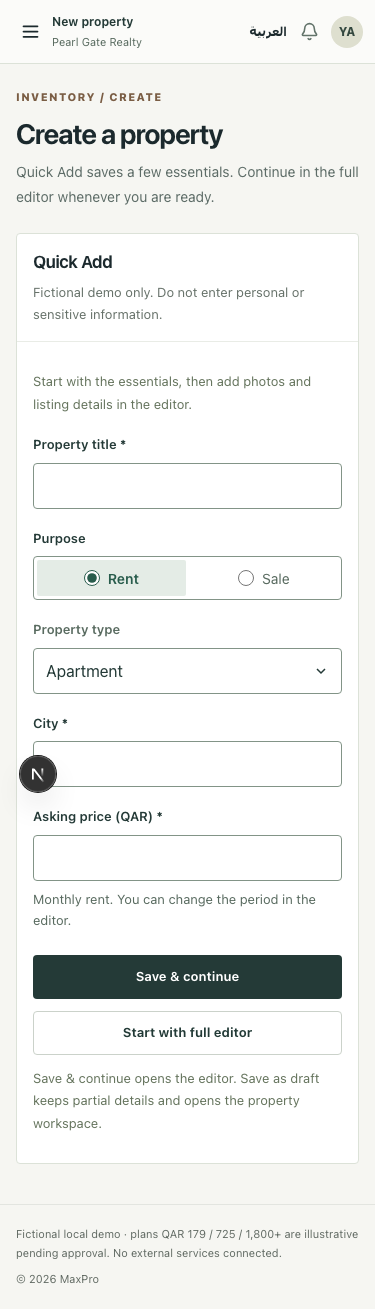 New property
Pearl Gate Realty
العربية
YA
INVENTORY / CREATE
Create a property
Quick Add saves a few essentials. Continue in the full
editor whenever you are ready.
Quick Add
Fictional demo only. Do not enter personal or
sensitive information.
Start with the essentials, then add photos and
listing details in the editor.
Property title *
Purpose
Rent
Sale
Property type
Apartment
City *
N
Asking price (QAR) *
Monthly rent. You can change the period in the
editor.
Save & continue
Start with full editor
Save & continue opens the editor. Save as draft
keeps partial details and opens the property
workspace.
Fictional local demo · plans QAR 179 / 725 / 1,800+ are illustrative
pending approval. No external services connected.
© 2026 MaxPro